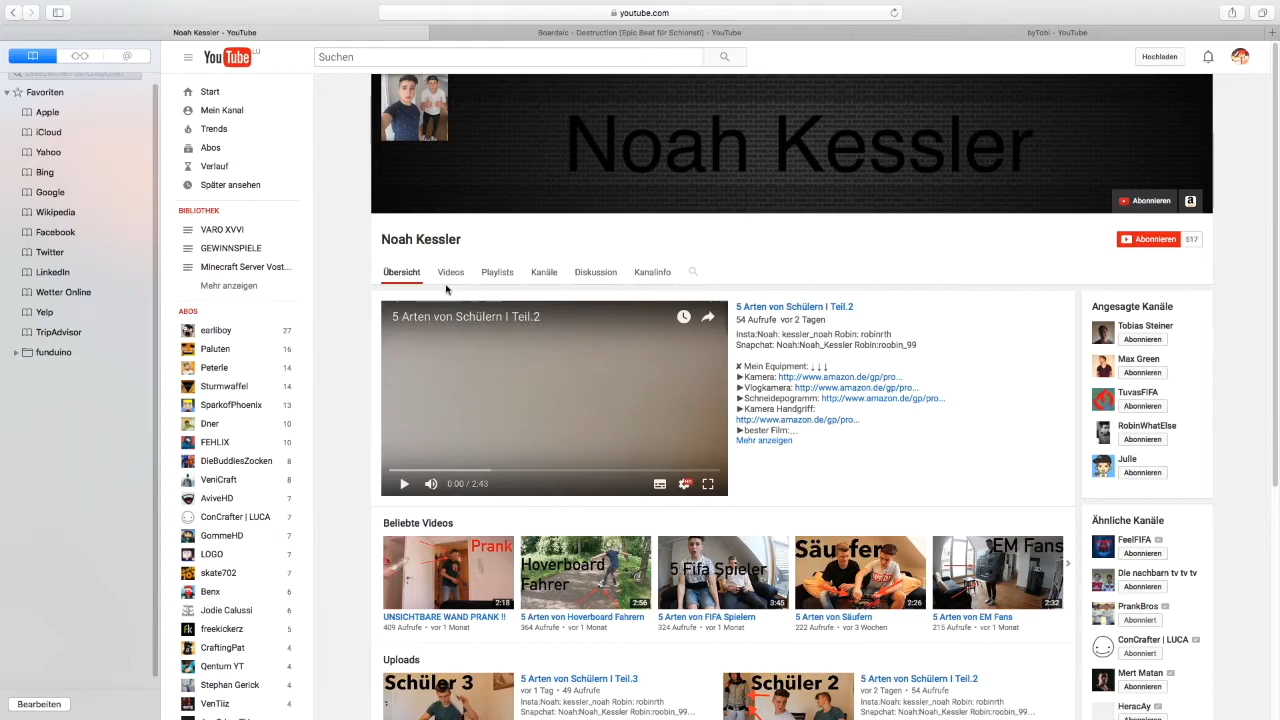 youtube.com
Noah Kessler - YouTube
Boardaic - Destruction [Epic Beat für Schionsti] - YouTube
byTobi - YouTube
YouTube LU
Suchen
Hochladen
Favoriten
Apple
iCloud
Yahoo
Bing
Google
Wikipedia
Facebook
Twitter
LinkedIn
Wetter Online
Yelp
TripAdvisor
funduino
Bearbeiten
Start
Mein Kanal
Trends
Abos
Verlauf
Später ansehen
BIBLIOTHEK
VARO XVVI
GEWINNSPIELE
Minecraft Server Vost...
Mehr anzeigen
ABOS
earliboy 27
Paluten 16
Peterle 14
Sturmwaffel 14
SparkofPhoenix 13
Dner 10
FEHLIX 10
DieBuddiesZocken 8
VeniCraft 8
AviveHD 7
ConCrafter | LUCA 7
GommeHD 7
LOGO 7
skate702 7
Benx 6
Jodie Calussi 6
freekickerz 5
CraftingPat 4
Qentum YT 4
Stephan Gerick 4
VenTiiz 4
Noah Kessler
Abonnieren
Noah Kessler
Abonnieren 517
Übersicht Videos Playlists Kanäle Diskussion Kanalinfo
5 Arten von Schülern I Teil.2
0:00 / 2:43
5 Arten von Schülern I Teil.2
54 Aufrufe vor 2 Tagen
Insta:Noah: kessler_noah Robin: robinrth
Snapchat: Noah:Noah_Kessler Robin:roobin_99
✘ Mein Equipment: ↓↓↓
►Kamera: http://www.amazon.de/gp/pro...
►Vlogkamera: http://www.amazon.de/gp/pro...
►Schneidepogramm: http://www.amazon.de/gp/pro...
►Kamera Handgriff:
http://www.amazon.de/gp/pro...
►bester Film:...
Mehr anzeigen
Beliebte Videos
Prank
2:18
UNSICHTBARE WAND PRANK !!
409 Aufrufe • vor 1 Monat
Hoverboard
Fahrer
2:56
5 Arten von Hoverboard Fahrern
364 Aufrufe • vor 1 Monat
5 Fifa Spieler
3:45
5 Arten von FIFA Spielern
324 Aufrufe • vor 1 Monat
Säufer
2:26
5 Arten von Säufern
222 Aufrufe • vor 3 Wochen
EM Fans
2:32
5 Arten von EM Fans
215 Aufrufe • vor 1 Monat
Uploads
Schüler 3
5 Arten von Schülern I Teil.3
vor 1 Tag • 49 Aufrufe
Insta:Noah: kessler_noah Robin: robinrth
Snapchat: Noah:Noah_Kessler Robin:roobin_99...
Schüler 2
5 Arten von Schülern I Teil.2
vor 2 Tagen • 54 Aufrufe
Insta:Noah: kessler_noah Robin: robinrth
Snapchat: Noah:Noah_Kessler Robin:roobin_99...
Angesagte Kanäle
Tobias Steiner
Abonnieren
Max Green
Abonnieren
TuvasFIFA
Abonnieren
RobinWhatElse
Abonnieren
Julle
Abonnieren
Ähnliche Kanäle
FeelFIFA
Abonnieren
Die nachbarn tv tv tv
Abonnieren
PrankBros
Abonniert
ConCrafter | LUCA
Abonniert
Mert Matan
Abonnieren
HeracAy
Abonnieren